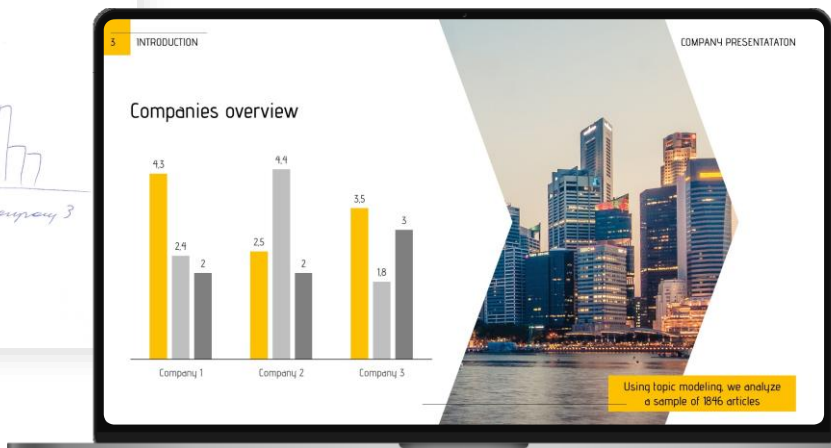 3 INTRODUCTION
COMPANY PRESENTATATON
Companies overview
4,3
2,4
2
2,5
4,4
2
3,5
1,8
3
Company 1
Company 2
Company 3
Using topic modeling, we analyze
a sample of 1846 articles
3